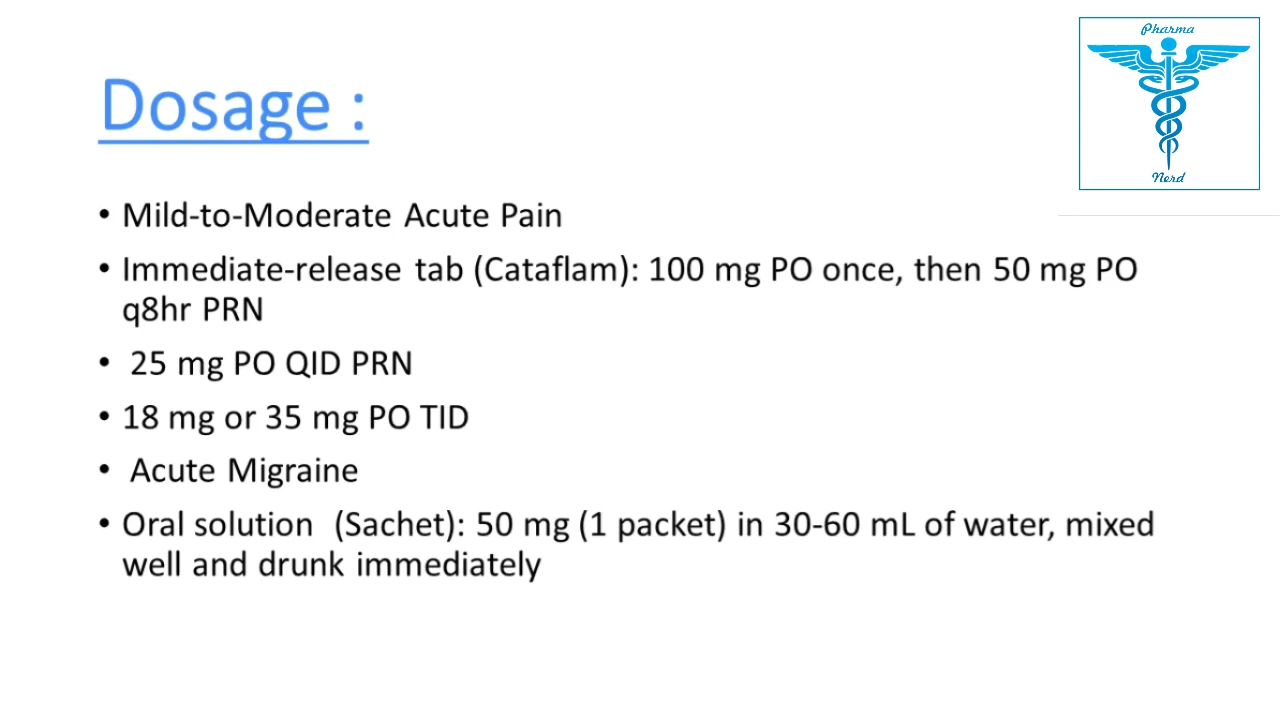 Pharma
Nerd
Dosage :
• Mild-to-Moderate Acute Pain
• Immediate-release tab (Cataflam): 100 mg PO once, then 50 mg PO
q8hr PRN
• 25 mg PO QID PRN
• 18 mg or 35 mg PO TID
• Acute Migraine
• Oral solution (Sachet): 50 mg (1 packet) in 30-60 mL of water, mixed
well and drunk immediately